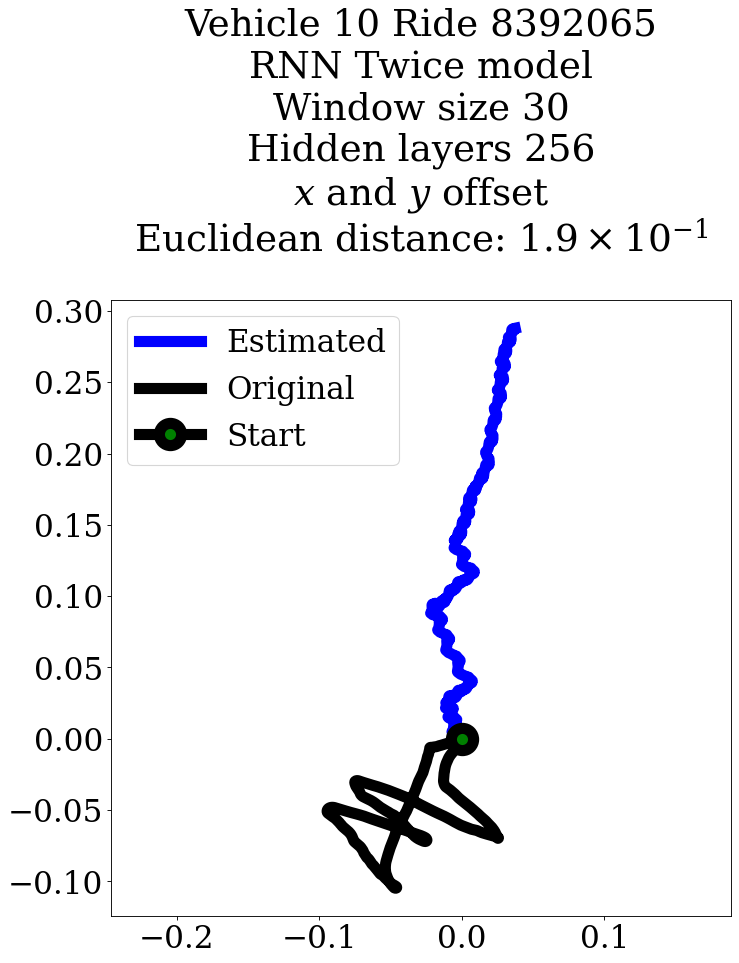 Vehicle 10 Ride 8392065
RNN Twice model
Window size 30
Hidden layers 256
x and y offset
Euclidean distance: 1.9 × 10⁻¹
Estimated
Original
Start
0.30
0.25
0.20
0.15
0.10
0.05
0.00
−0.05
−0.10
−0.2 −0.1 0.0 0.1